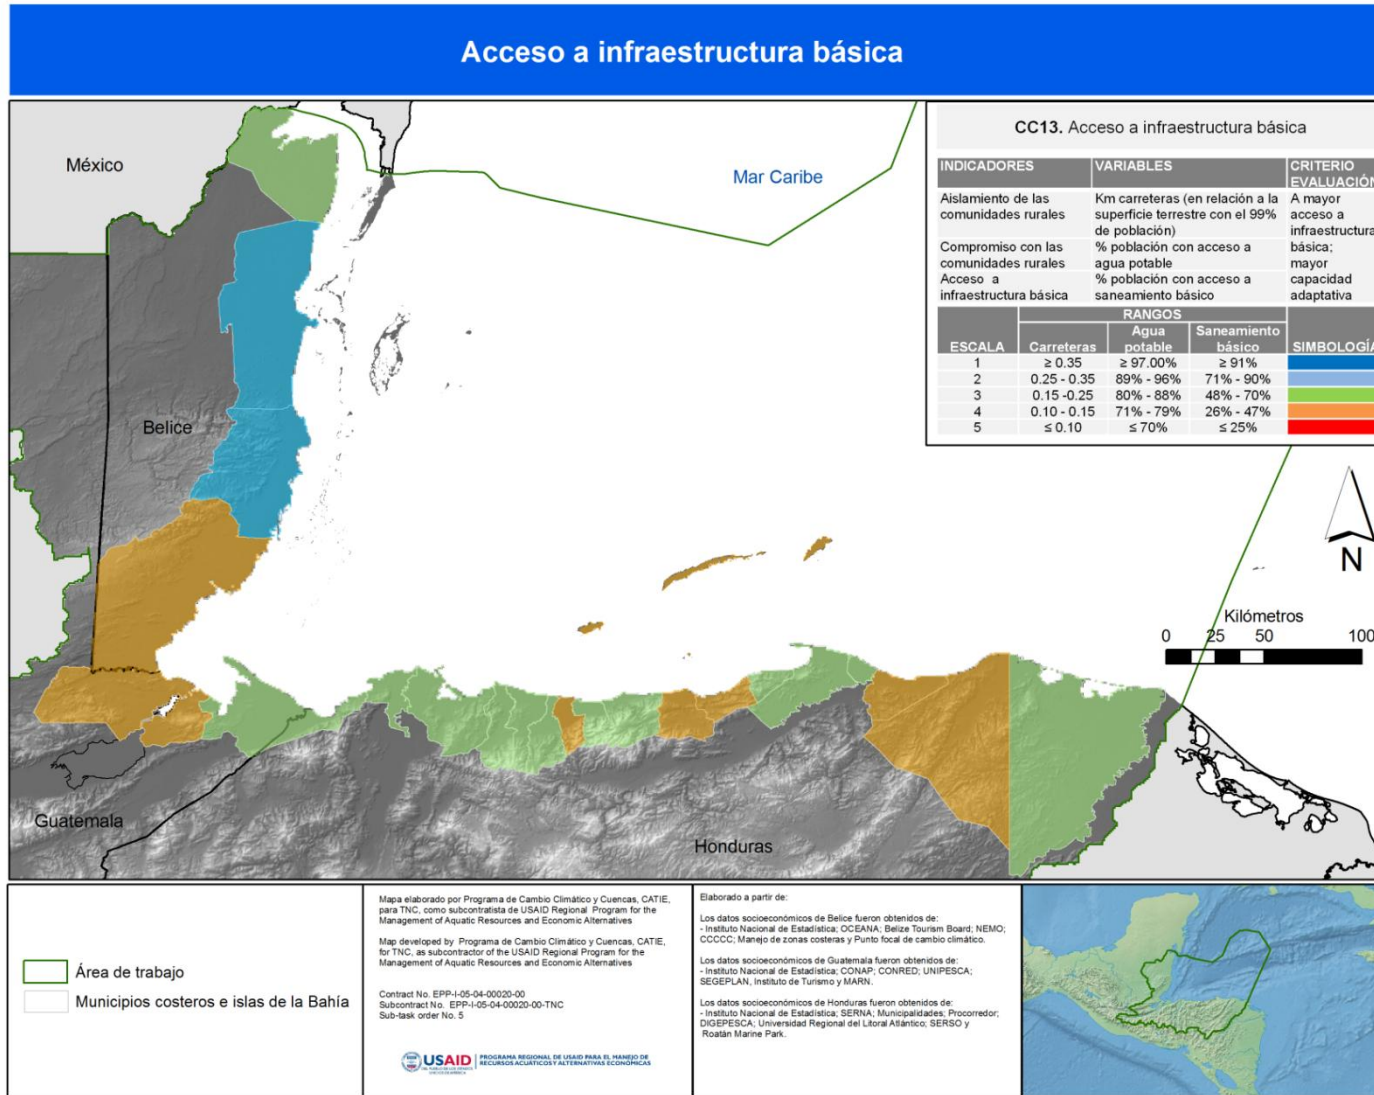 Acceso a infraestructura básica
México
Mar Caribe
Belice
Guatemala
Honduras
CC13. Acceso a infraestructura básica
INDICADORES VARIABLES CRITERIO EVALUACIÓN
Aislamiento de las comunidades rurales
Km carreteras (en relación a la superficie terrestre con el 99% de población)
Compromiso con las comunidades rurales
% población con acceso a agua potable
Acceso a infraestructura básica
% población con acceso a saneamiento básico
A mayor acceso a infraestructura básica; mayor capacidad adaptativa
RANGOS
ESCALA Carreteras Agua potable Saneamiento básico SIMBOLOGÍA
1 ≥ 0.35 ≥ 97.00% ≥ 91%
2 0.25 - 0.35 89% - 96% 71% - 90%
3 0.15 -0.25 80% - 88% 48% - 70%
4 0.10 - 0.15 71% - 79% 26% - 47%
5 ≤ 0.10 ≤ 70% ≤ 25%
N
Kilómetros
0 25 50 100
Área de trabajo
Municipios costeros e islas de la Bahía
Mapa elaborado por Programa de Cambio Climático y Cuencas, CATIE,
para TNC, como subcontratista de USAID Regional Program for the
Management of Aquatic Resources and Economic Alternatives
Map developed by Programa de Cambio Climático y Cuencas, CATIE,
for TNC, as subcontractor of the USAID Regional Program for the
Management of Aquatic Resources and Economic Alternatives
Contract No. EPP-I-05-04-00020-00
Subcontract No. EPP-I-05-04-00020-00-TNC
Sub-task order No. 5
USAID
DEL PUEBLO DE LOS ESTADOS
UNIDOS DE AMÉRICA
PROGRAMA REGIONAL DE USAID PARA EL MANEJO DE
RECURSOS ACUÁTICOS Y ALTERNATIVAS ECONÓMICAS
Elaborado a partir de:
Los datos socioeconómicos de Belice fueron obtenidos de:
- Instituto Nacional de Estadística; OCEANA; Belize Tourism Board; NEMO;
CCCCC; Manejo de zonas costeras y Punto focal de cambio climático.
Los datos socioeconómicos de Guatemala fueron obtenidos de:
- Instituto Nacional de Estadística; CONAP; CONRED; UNIPESCA;
SEGEPLAN, Instituto de Turismo y MARN.
Los datos socioeconómicos de Honduras fueron obtenidos de:
- Instituto Nacional de Estadística; SERNA; Municipalidades; Procorredor;
DIGEPESCA; Universidad Regional del Litoral Atlántico; SERSO y
Roatán Marine Park.